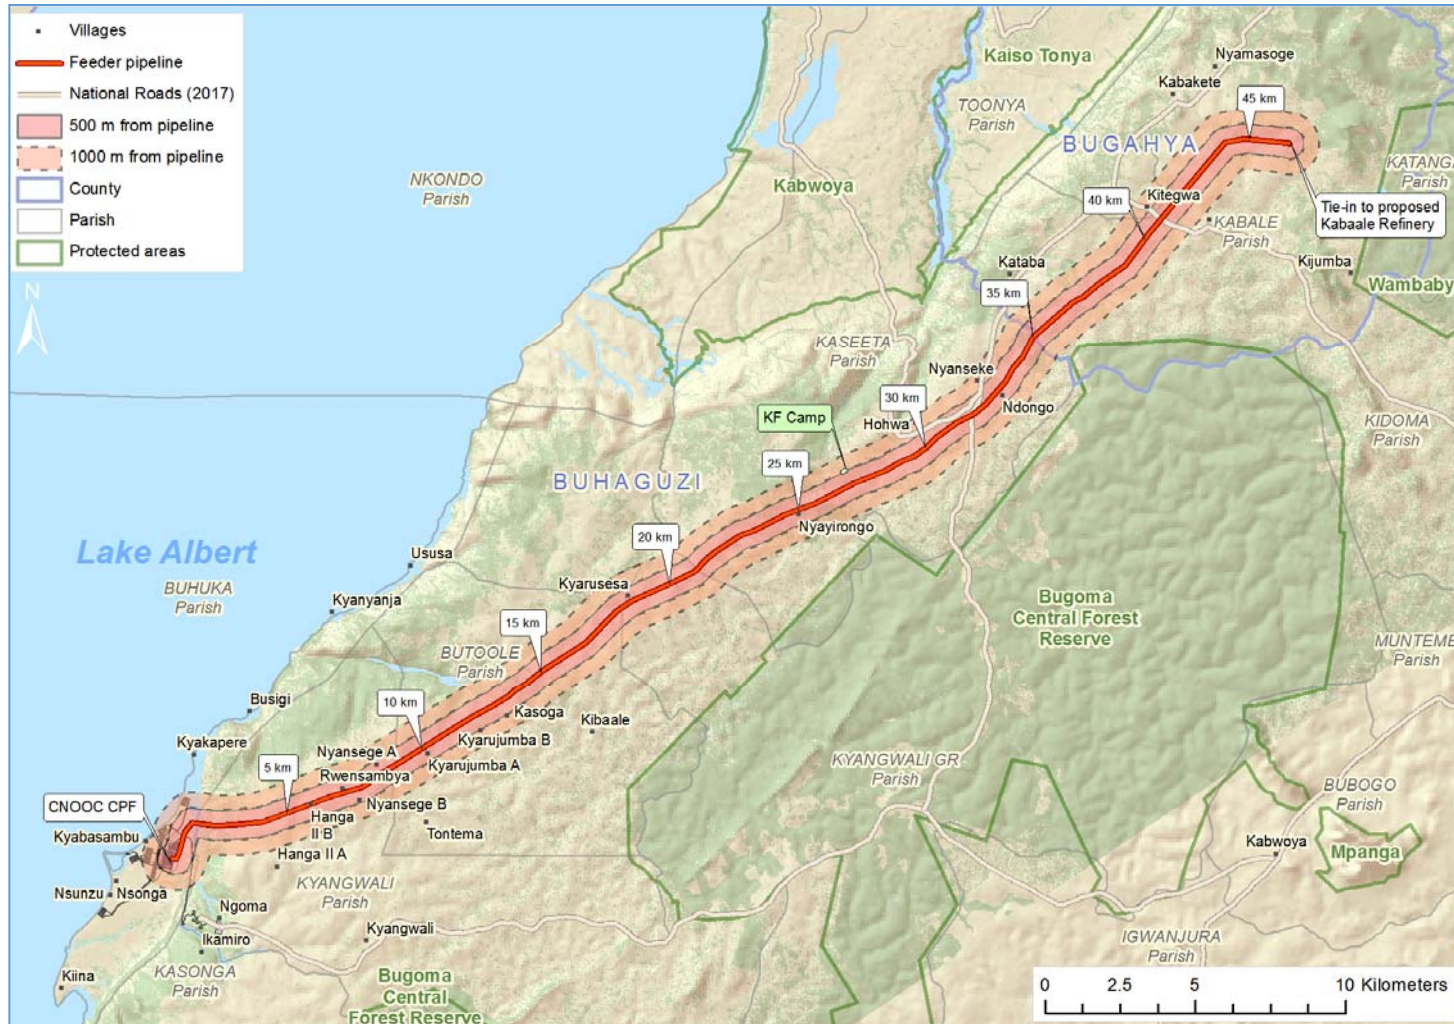 Villages
Feeder pipeline
National Roads (2017)
500 m from pipeline
1000 m from pipeline
County
Parish
Protected areas
N
Nyamasoge
Kaiso Tonya
Kabakete
45 km
TOONYA
Parish
BUGAHYA
KATANGA
Parish
NKONDO
Parish
Kabwoya
Kitegwa
40 km
Tie-in to proposed
Kabaale Refinery
KABALE
Parish
Kataba
Kijumba
Wambaby
35 km
KASEETA
Parish
Nyanseke
30 km
Ndongo
KF Camp
Hohwa
KIDOMA
Parish
25 km
BUHAGUZI
Nyayirongo
20 km
Lake Albert
Ususa
BUHUKA
Parish
Kyarusesa
Kyanyanja
Bugoma
Central Forest
Reserve
15 km
BUTOOLE
Parish
MUNTEME
Parish
Busigi
10 km
Kasoga
Kibaale
Kyakapere
Nyansege A
Kyarujumba B
5 km
Rwensambya
Kyarujumba A
KYANGWALI GR
Parish
BUBOGO
Parish
CNOOC CPF
Nyansege B
Hanga
II B
Kyabasambu
Tontema
Kabwoya
Mpanga
Hanga II A
KYANGWALI
Parish
Nsunzu
Nsonga
Ngoma
Kyangwali
Ikamiro
IGWANJURA
Parish
KASONGA
Parish
Kiina
Bugoma
Central
Forest Reserve
0 2.5 5 10 Kilometers